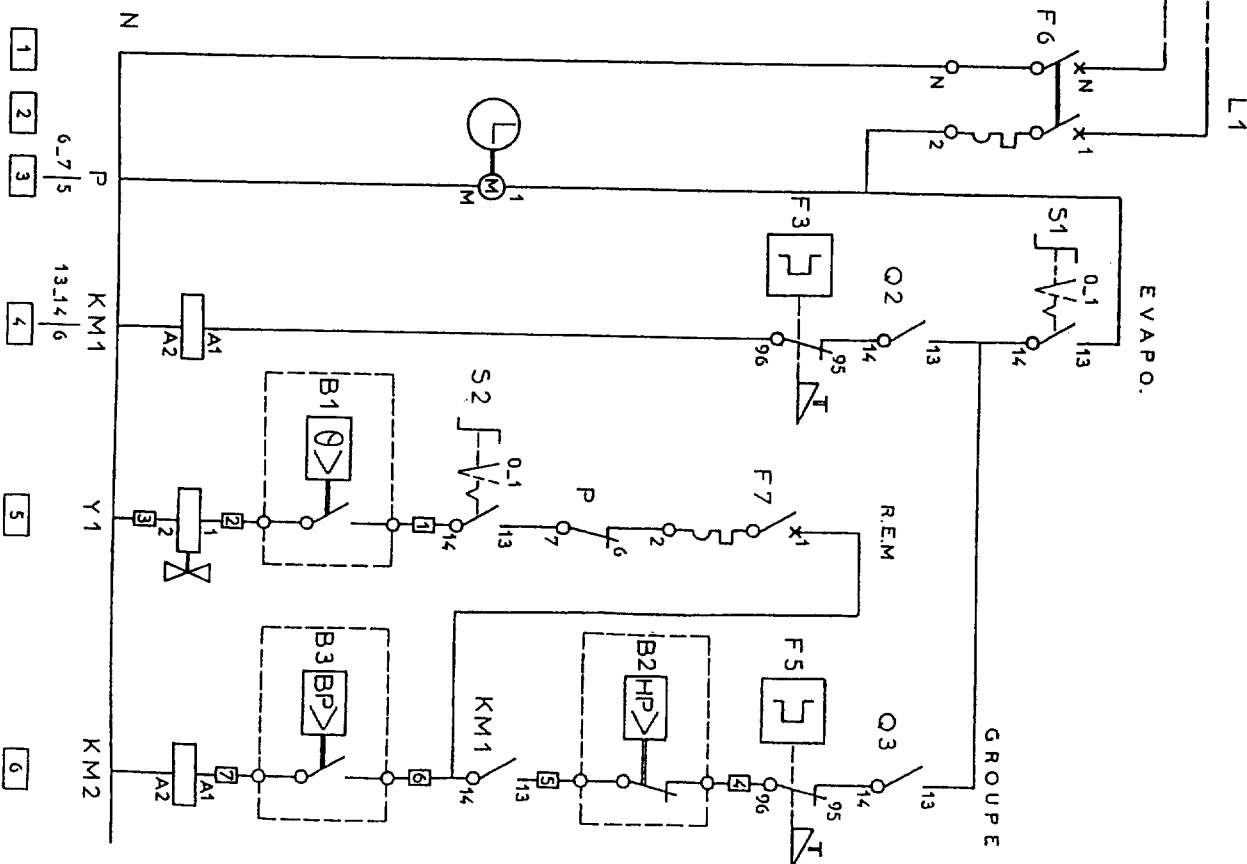 L1
EVAPO.
GROUPE
R.E.M
F6
N
1
N
2
S1
0_1
13
14
Q2
13
14
F3
95
96
T
Q3
13
14
F5
95
96
T
4
B2
HP>
5
KM1
13
14
6
B3
BP>
7
A1
A2
F7
1
2
P
6
7
S2
0_1
13
14
1
B1
θ>
2
1
2
3
1
M
M
A1
A2
N
P
KM1
Y1
KM2
6_7/5
13_14/6
1
2
3
4
5
6